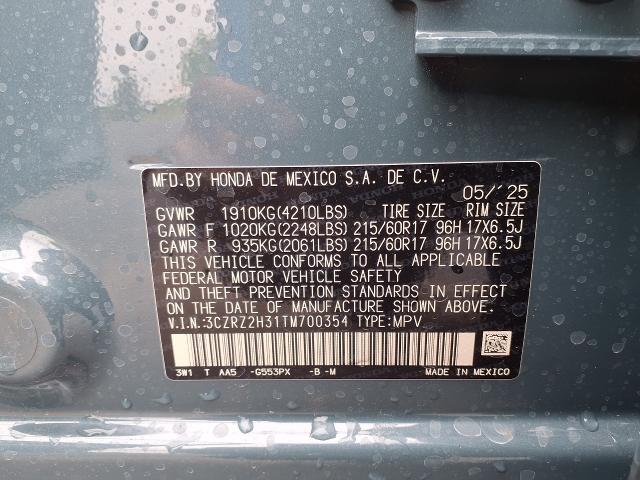 MFD.BY HONDA DE MEXICO S.A. DE C.V.
05/'25
GVWR 1910KG(4210LBS) TIRE SIZE RIM SIZE
GAWR F 1020KG(2248LBS) 215/60R17 96H 17X6.5J
GAWR R 935KG(2061LBS) 215/60R17 96H 17X6.5J
THIS VEHICLE CONFORMS TO ALL APPLICABLE
FEDERAL MOTOR VEHICLE SAFETY
AND THEFT PREVENTION STANDARDS IN EFFECT
ON THE DATE OF MANUFACTURE SHOWN ABOVE.
V.I.N.:3CZRZ2H31TM700354 TYPE:MPV
3W1 T AA5 -G553PX -B -M MADE IN MEXICO